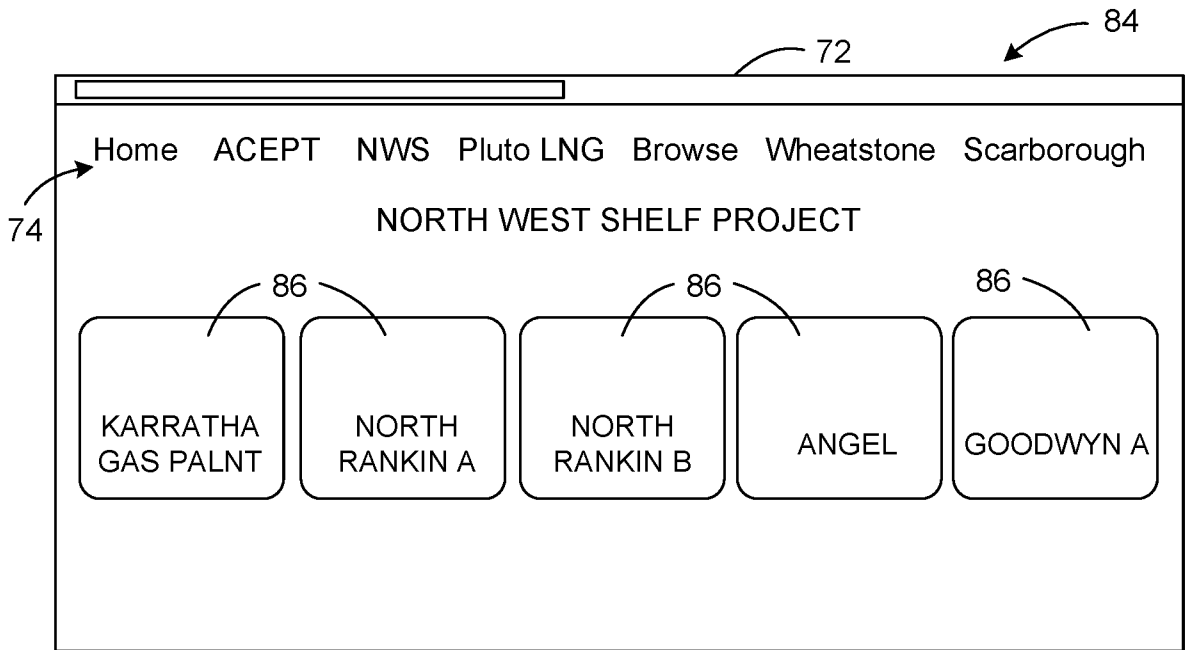 84
72
Home ACEPT NWS Pluto LNG Browse Wheatstone Scarborough
74
NORTH WEST SHELF PROJECT
86 86 86
KARRATHA
GAS PALNT
NORTH
RANKIN A
NORTH
RANKIN B
ANGEL
GOODWYN A